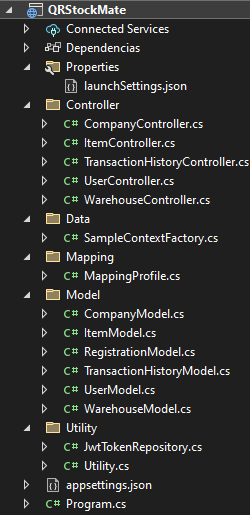 QRStockMate
Connected Services
Dependencias
Properties
launchSettings.json
Controller
C# CompanyController.cs
C# ItemController.cs
C# TransactionHistoryController.cs
C# UserController.cs
C# WarehouseController.cs
Data
C# SampleContextFactory.cs
Mapping
C# MappingProfile.cs
Model
C# CompanyModel.cs
C# ItemModel.cs
C# RegistrationModel.cs
C# TransactionHistoryModel.cs
C# UserModel.cs
C# WarehouseModel.cs
Utility
C# JwtTokenRepository.cs
C# Utility.cs
appsettings.json
C# Program.cs